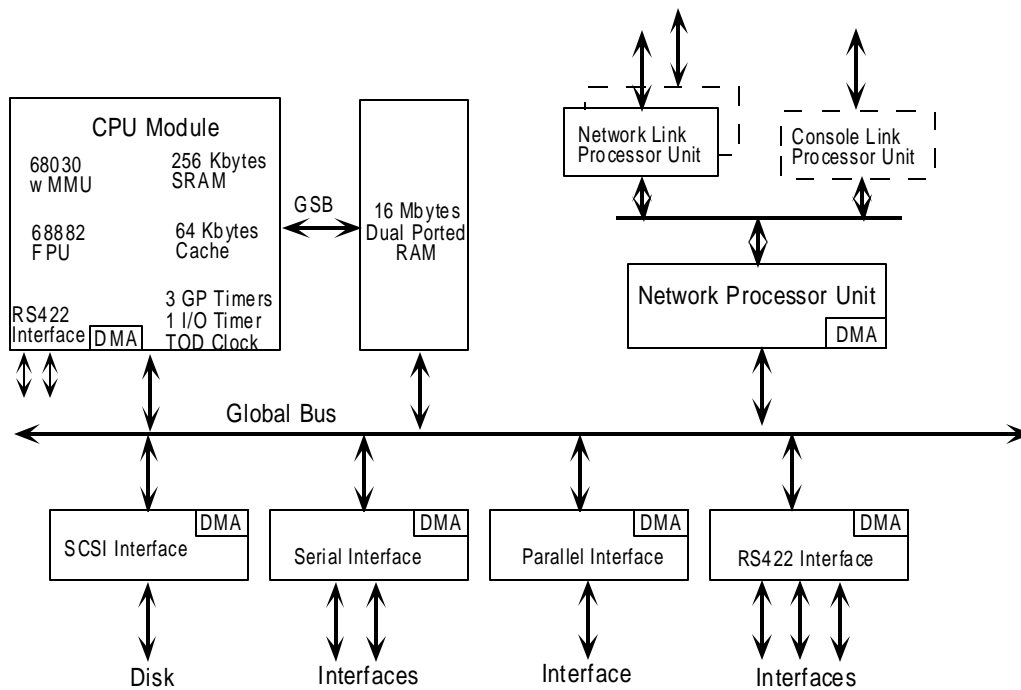 CPU Module
68030
w MMU
256 Kbytes
SRAM
68882
FPU
64 Kbytes
Cache
RS422
Interface
DMA
3 GP Timers
1 I/O Timer
TOD Clock
GSB
16 Mbytes
Dual Ported
RAM
Network Link
Processor Unit
Console Link
Processor Unit
Network Processor Unit
DMA
Global Bus
DMA
SCSI Interface
DMA
Serial Interface
DMA
Parallel Interface
DMA
RS422 Interface
Disk
Interfaces
Interface
Interfaces